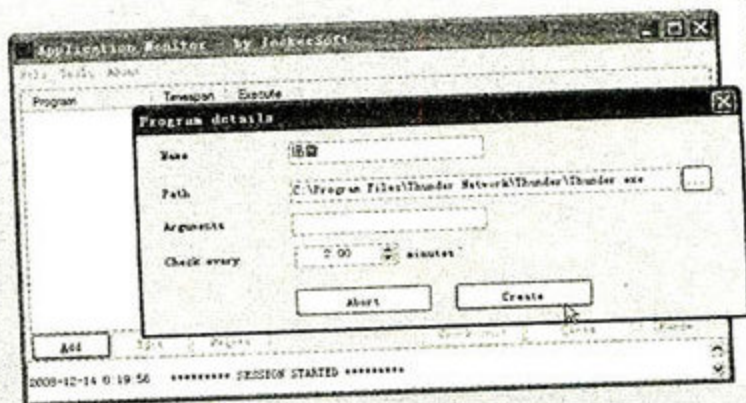 Application Monitor - by JockerSoft
File Tools About
Program Timespan Execute
Program details
Name 迅雷
Path C:\Program Files\Thunder Network\Thunder\Thunder.exe ...
Arguments
Check every 2.00 minutes
Abort Create
Add Edit
2008-12-14 0:19:56 ********* SESSION STARTED *********